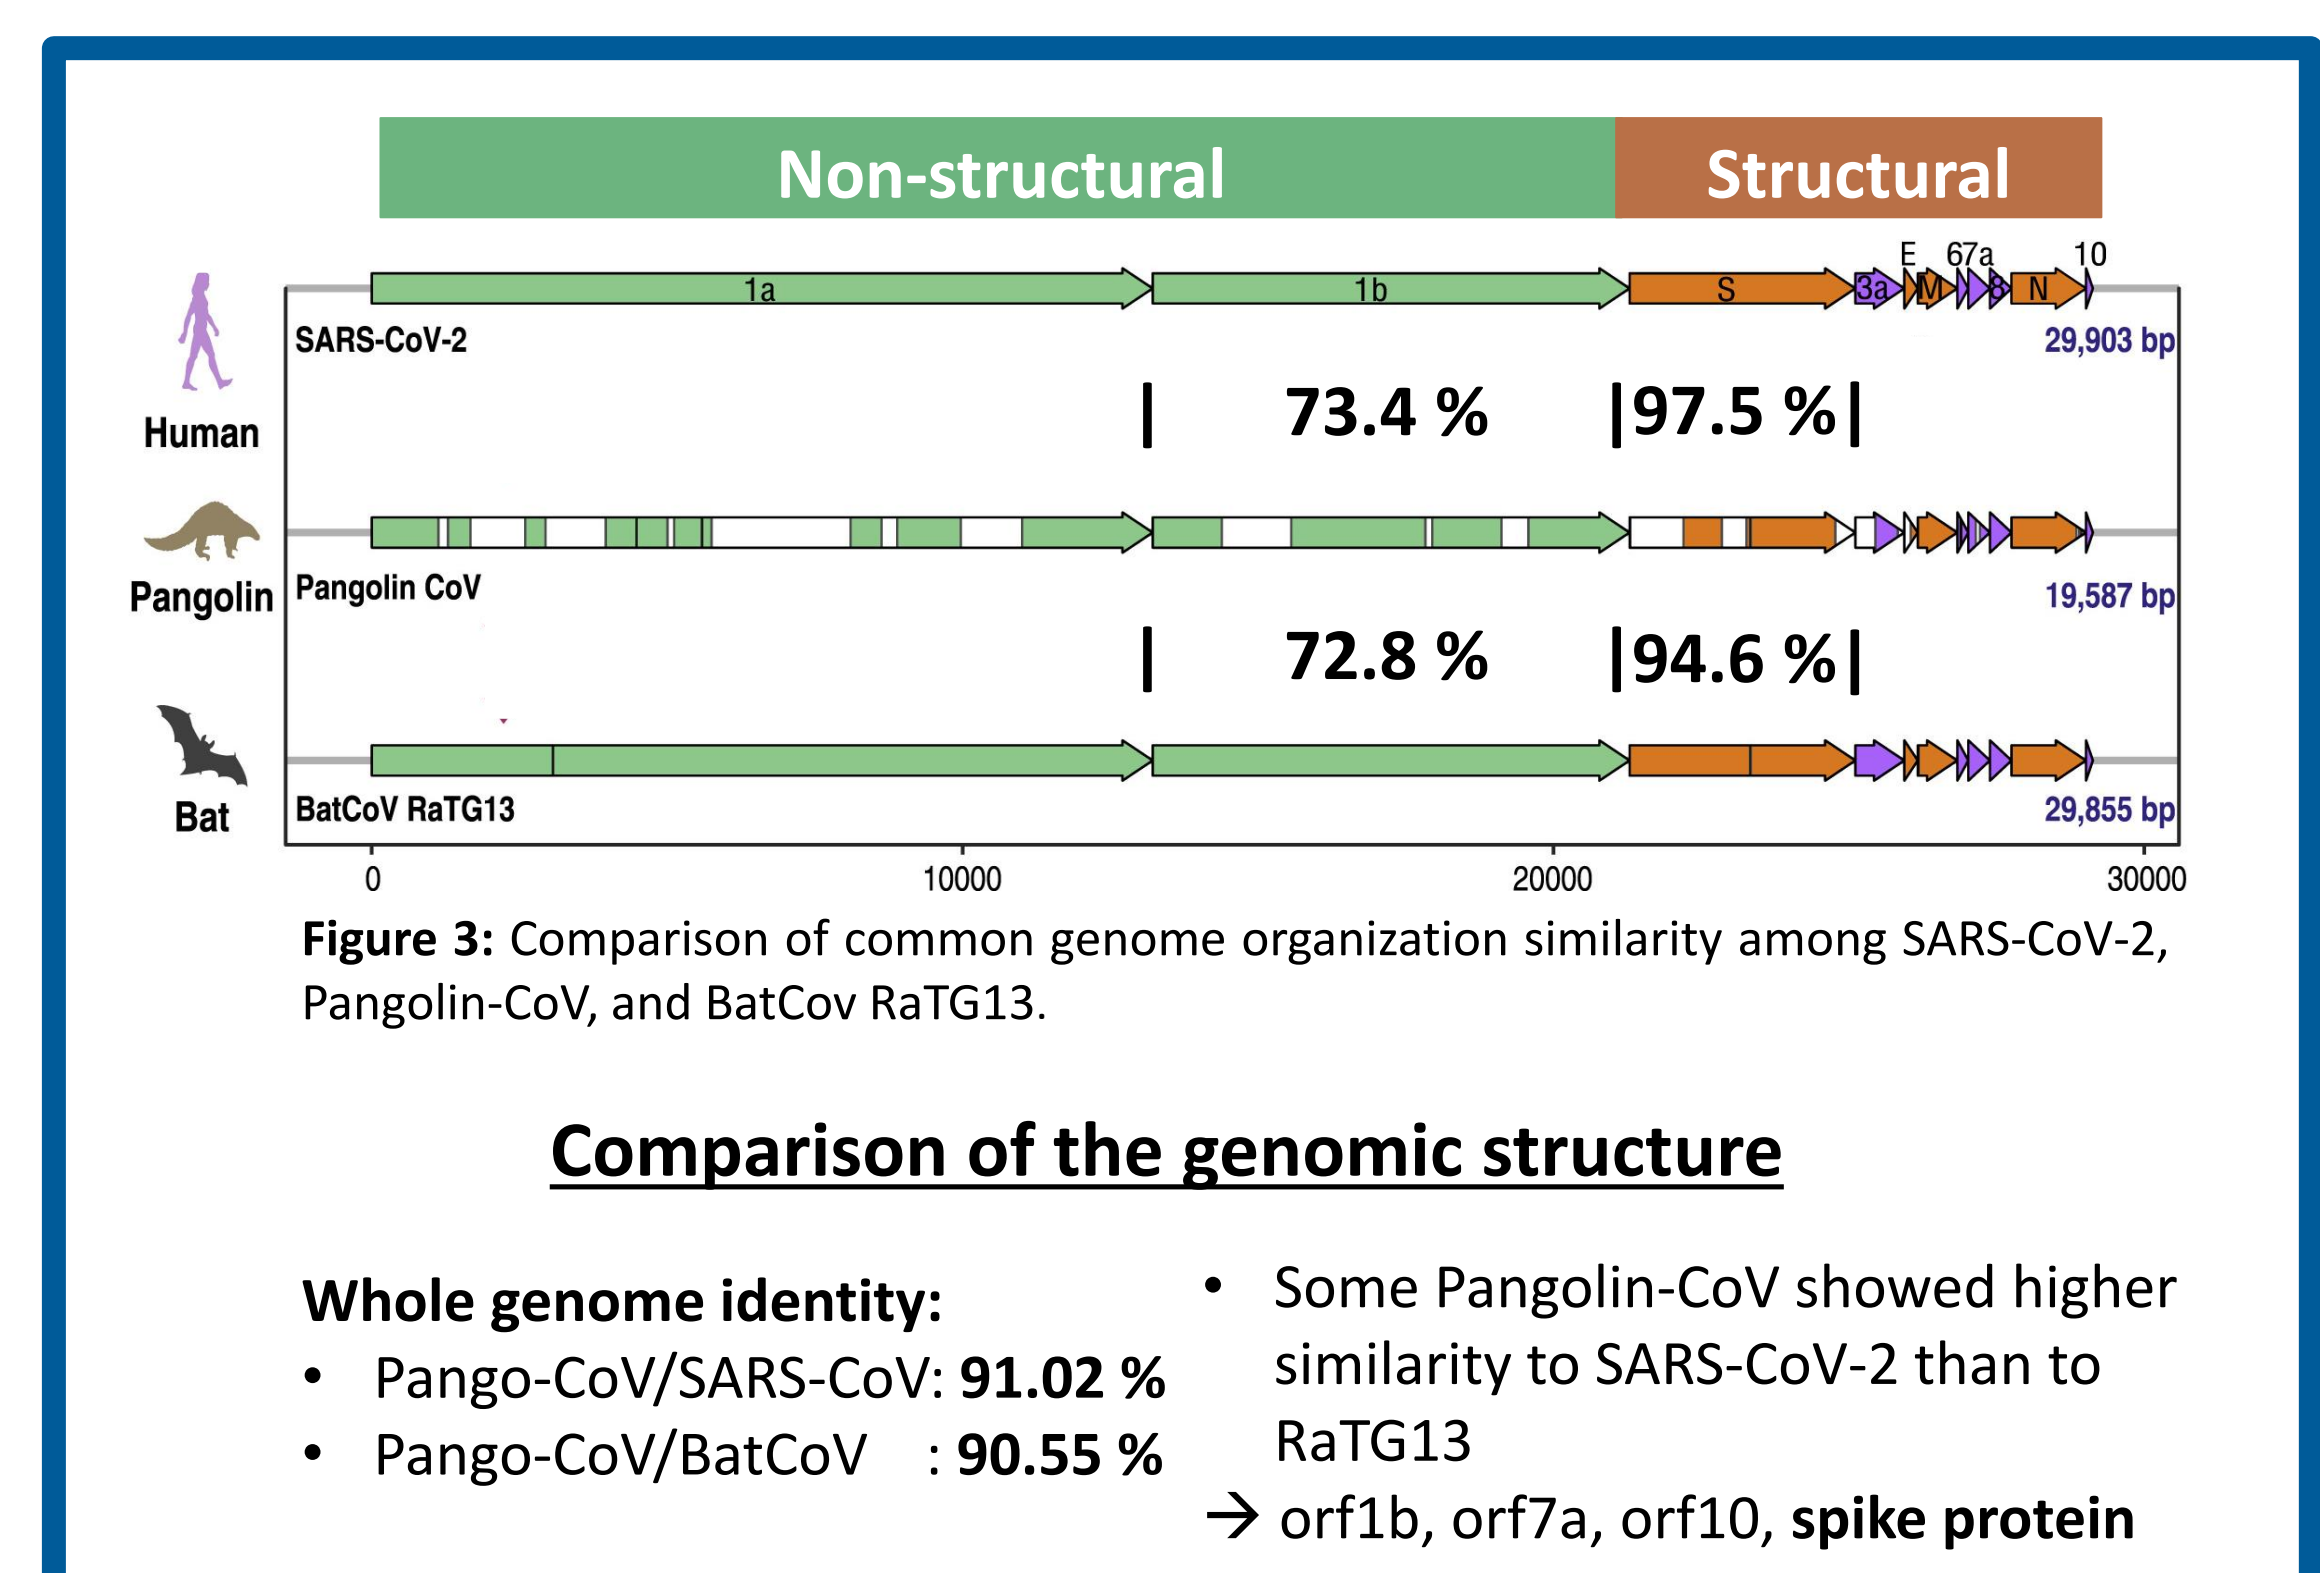 Non-structural Structural
E 67a 10
1a 1b S 3a M 8 N
SARS-CoV-2 29,903 bp
Human
| 73.4 % |97.5 %|
Pangolin CoV 19,587 bp
Pangolin
| 72.8 % |94.6 %|
BatCoV RaTG13 29,855 bp
Bat
0 10000 20000 30000
Figure 3: Comparison of common genome organization similarity among SARS-CoV-2,
Pangolin-CoV, and BatCov RaTG13.
Comparison of the genomic structure
Whole genome identity:
• Pango-CoV/SARS-CoV: 91.02 %
• Pango-CoV/BatCoV : 90.55 %
• Some Pangolin-CoV showed higher
similarity to SARS-CoV-2 than to
RaTG13
→ orf1b, orf7a, orf10, spike protein